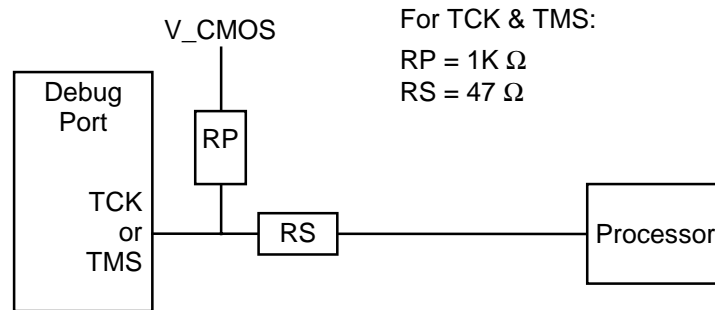 V_CMOS
For TCK & TMS:
RP = 1K Ω
RS = 47 Ω
Debug
Port
RP
TCK
or
TMS
RS
Processor